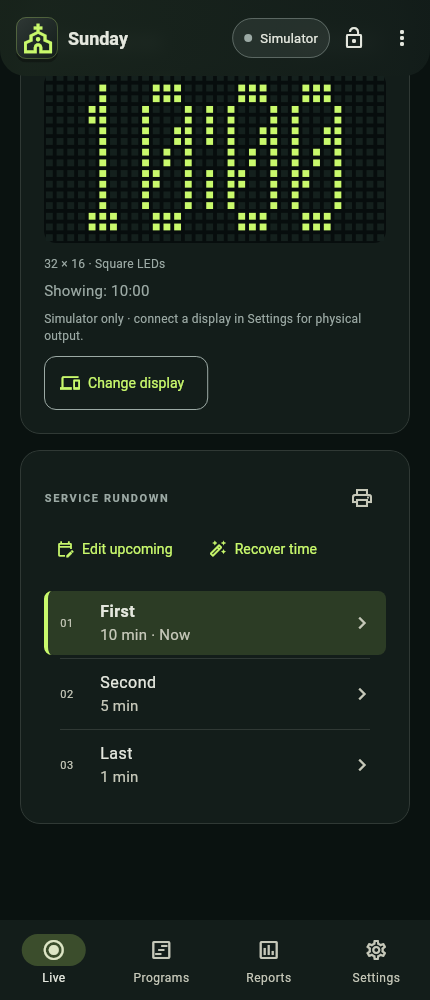 Sunday
Simulator
10:00
32 × 16 · Square LEDs
Showing: 10:00
Simulator only · connect a display in Settings for physical
output.
Change display
SERVICE RUNDOWN
Edit upcoming
Recover time
01
First
10 min · Now
02
Second
5 min
03
Last
1 min
Live
Programs
Reports
Settings